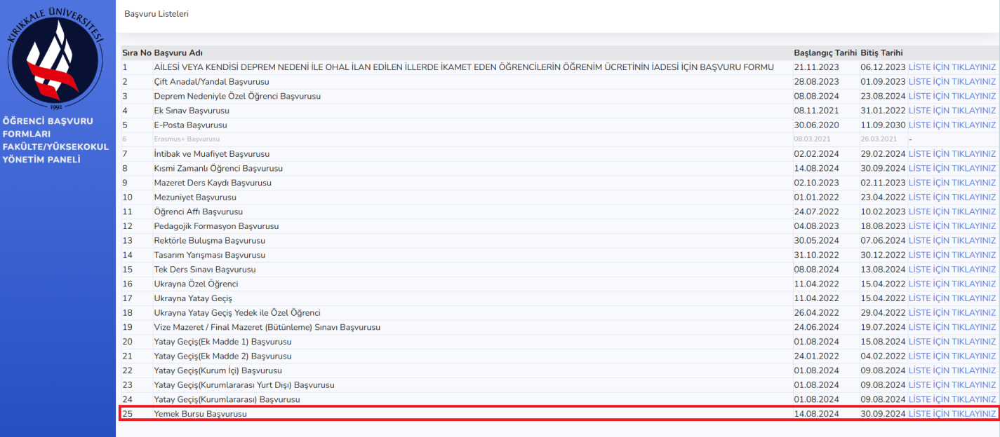 KIRIKKALE ÜNİVERSİTESİ
1992
ÖĞRENCİ BAŞVURU
FORMLARI
FAKÜLTE/YÜKSEKOKUL
YÖNETİM PANELİ
Başvuru Listeleri
Sıra No Başvuru Adı Başlangıç Tarihi Bitiş Tarihi
1 AİLESİ VEYA KENDİSİ DEPREM NEDENİ İLE OHAL İLAN EDİLEN İLLERDE İKAMET EDEN ÖĞRENCİLERİN ÖĞRENİM ÜCRETİNİN İADESİ İÇİN BAŞVURU FORMU 21.11.2023 06.12.2023 LİSTE İÇİN TIKLAYINIZ
2 Çift Anadal/Yandal Başvurusu 28.08.2023 01.09.2023 LİSTE İÇİN TIKLAYINIZ
3 Deprem Nedeniyle Özel Öğrenci Başvurusu 08.08.2024 23.08.2024 LİSTE İÇİN TIKLAYINIZ
4 Ek Sınav Başvurusu 08.11.2021 31.01.2022 LİSTE İÇİN TIKLAYINIZ
5 E-Posta Başvurusu 30.06.2020 11.09.2030 LİSTE İÇİN TIKLAYINIZ
6 Erasmus+ Başvurusu 08.03.2021 26.03.2021 -
7 İntibak ve Muafiyet Başvurusu 02.02.2024 29.02.2024 LİSTE İÇİN TIKLAYINIZ
8 Kısmi Zamanlı Öğrenci Başvurusu 14.08.2024 30.09.2024 LİSTE İÇİN TIKLAYINIZ
9 Mazeret Ders Kaydı Başvurusu 02.10.2023 02.11.2023 LİSTE İÇİN TIKLAYINIZ
10 Mezuniyet Başvurusu 01.01.2022 23.04.2022 LİSTE İÇİN TIKLAYINIZ
11 Öğrenci Affı Başvurusu 24.07.2022 10.02.2023 LİSTE İÇİN TIKLAYINIZ
12 Pedagojik Formasyon Başvurusu 04.08.2023 18.08.2023 LİSTE İÇİN TIKLAYINIZ
13 Rektörle Buluşma Başvurusu 30.05.2024 07.06.2024 LİSTE İÇİN TIKLAYINIZ
14 Tasarım Yarışması Başvurusu 31.10.2022 30.12.2022 LİSTE İÇİN TIKLAYINIZ
15 Tek Ders Sınavı Başvurusu 08.08.2024 13.08.2024 LİSTE İÇİN TIKLAYINIZ
16 Ukrayna Özel Öğrenci 11.04.2022 15.04.2022 LİSTE İÇİN TIKLAYINIZ
17 Ukrayna Yatay Geçiş 11.04.2022 15.04.2022 LİSTE İÇİN TIKLAYINIZ
18 Ukrayna Yatay Geçiş Yedek ile Özel Öğrenci 26.04.2022 29.04.2022 LİSTE İÇİN TIKLAYINIZ
19 Vize Mazeret / Final Mazeret (Bütünleme) Sınavı Başvurusu 24.06.2024 19.07.2024 LİSTE İÇİN TIKLAYINIZ
20 Yatay Geçiş(Ek Madde 1) Başvurusu 01.08.2024 15.08.2024 LİSTE İÇİN TIKLAYINIZ
21 Yatay Geçiş(Ek Madde 2) Başvurusu 24.01.2022 04.02.2022 LİSTE İÇİN TIKLAYINIZ
22 Yatay Geçiş(Kurum İçi) Başvurusu 01.08.2024 09.08.2024 LİSTE İÇİN TIKLAYINIZ
23 Yatay Geçiş(Kurumlararası Yurt Dışı) Başvurusu 01.08.2024 09.08.2024 LİSTE İÇİN TIKLAYINIZ
24 Yatay Geçiş(Kurumlararası) Başvurusu 01.08.2024 09.08.2024 LİSTE İÇİN TIKLAYINIZ
25 Yemek Bursu Başvurusu 14.08.2024 30.09.2024 LİSTE İÇİN TIKLAYINIZ